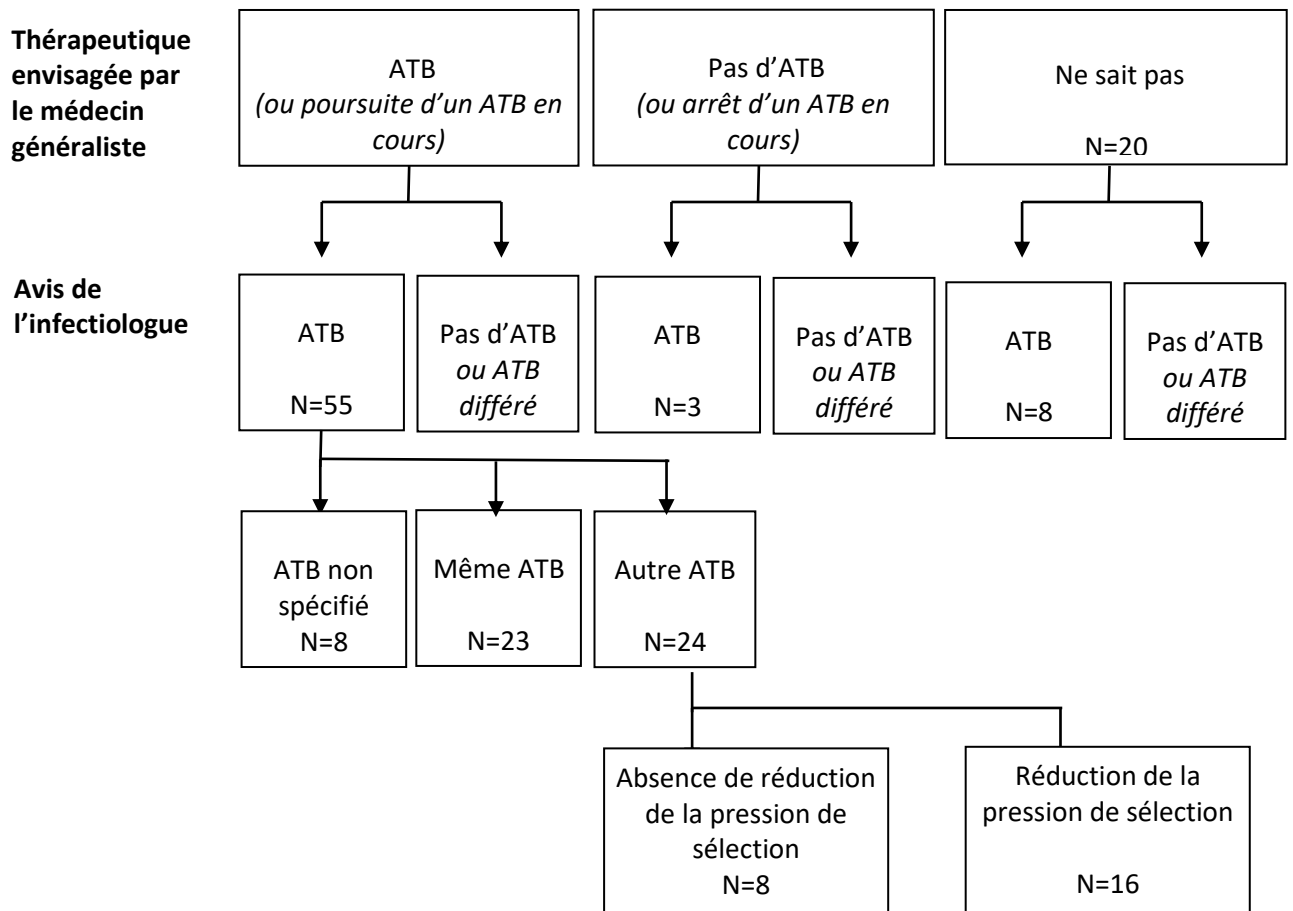 Thérapeutique
envisagée par
le médecin
généraliste
ATB
(ou poursuite d’un ATB en
cours)
Pas d’ATB
(ou arrêt d’un ATB en
cours)
Ne sait pas
N=20
Avis de
l’infectiologue
ATB
N=55
Pas d’ATB
ou ATB
différé
ATB
N=3
Pas d’ATB
ou ATB
différé
ATB
N=8
Pas d’ATB
ou ATB
différé
ATB non
spécifié
N=8
Même ATB
N=23
Autre ATB
N=24
Absence de réduction
de la pression de
sélection
N=8
Réduction de la
pression de sélection
N=16